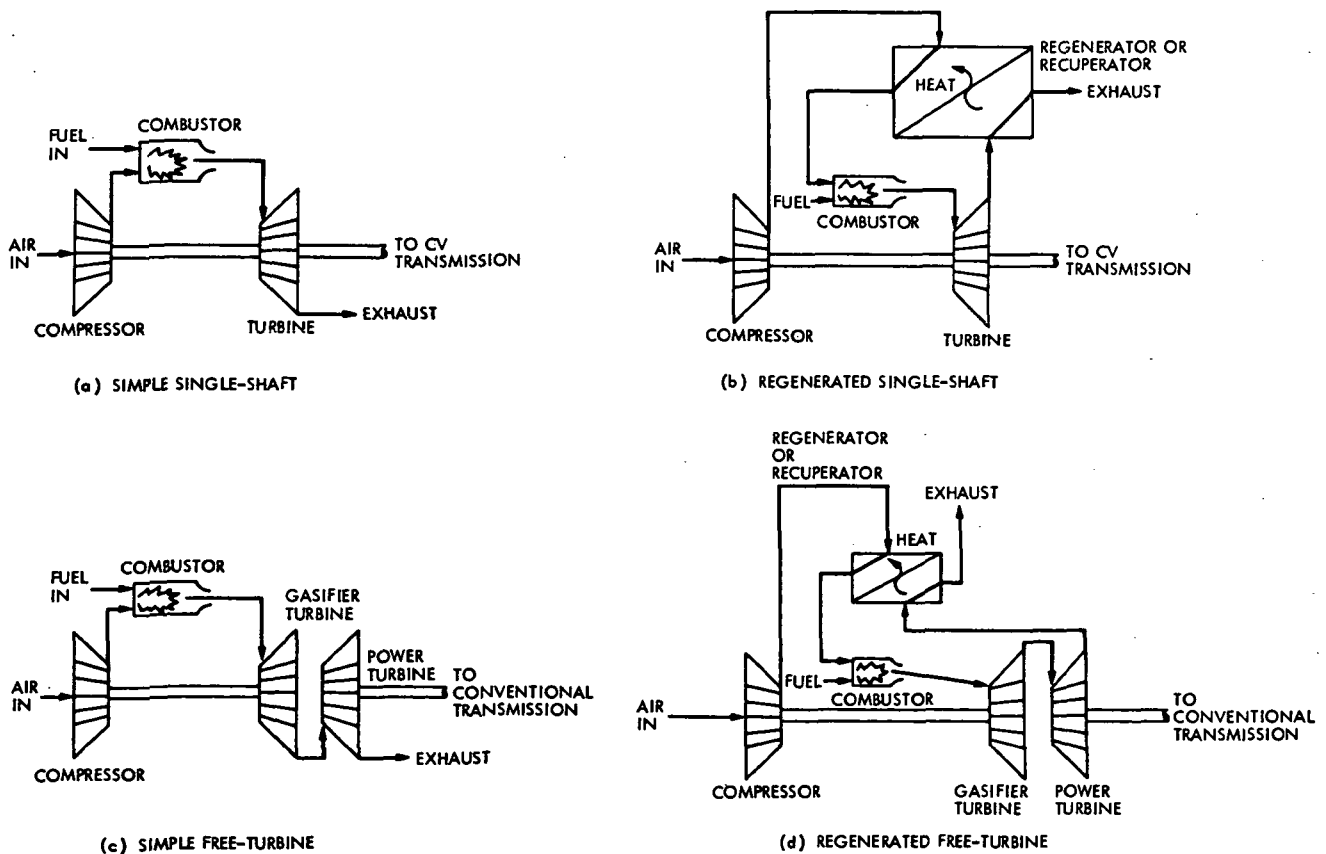 FUEL
IN
COMBUSTOR
AIR
IN
COMPRESSOR
TURBINE
TO CV
TRANSMISSION
EXHAUST
(a) SIMPLE SINGLE-SHAFT
REGENERATOR OR
RECUPERATOR
HEAT
EXHAUST
FUEL
COMBUSTOR
AIR
IN
COMPRESSOR
TURBINE
TO CV
TRANSMISSION
(b) REGENERATED SINGLE-SHAFT
FUEL
IN
COMBUSTOR
GASIFIER
TURBINE
POWER
TURBINE
TO
CONVENTIONAL
TRANSMISSION
AIR
IN
COMPRESSOR
EXHAUST
(c) SIMPLE FREE-TURBINE
REGENERATOR
OR
RECUPERATOR
EXHAUST
HEAT
FUEL
COMBUSTOR
AIR
IN
TO
CONVENTIONAL
TRANSMISSION
COMPRESSOR
GASIFIER
TURBINE
POWER
TURBINE
(d) REGENERATED FREE-TURBINE